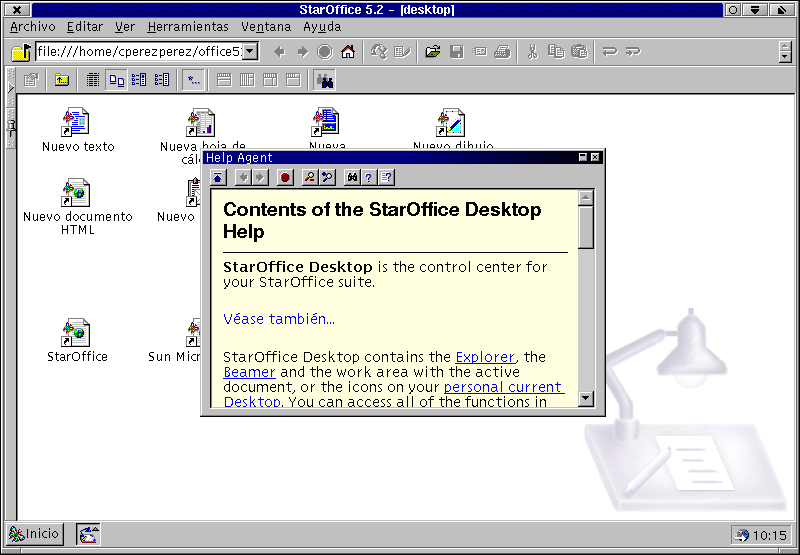 StarOffice 5.2 - [desktop]
Archivo Editar Ver Herramientas Ventana Ayuda
file:///home/cperezperez/office5
Nuevo texto
Nueva hoja de
Nueva
Nuevo dibujo
Help Agent
Nuevo documento
HTML
Nuevo
Contents of the StarOffice Desktop
Help
StarOffice Desktop is the control center for
your StarOffice suite.
Véase también...
StarOffice
Sun Mic
StarOffice Desktop contains the Explorer, the
Beamer and the work area with the active
document, or the icons on your personal current
Desktop. You can access all of the functions in
Inicio
10:15